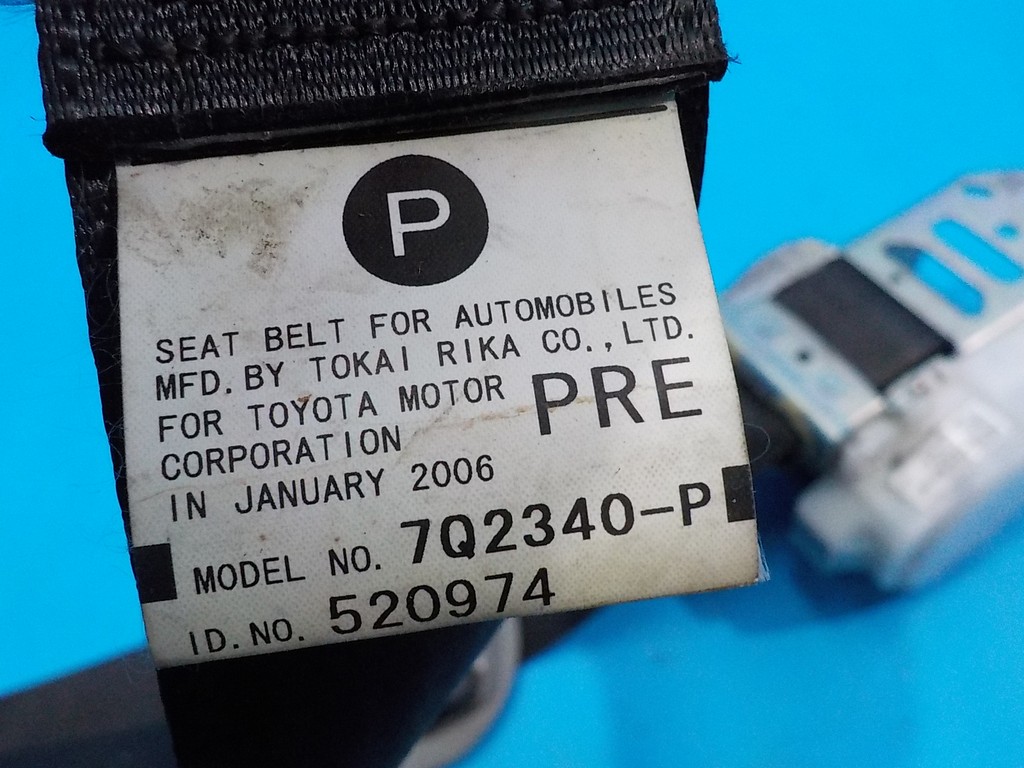 P
SEAT BELT FOR AUTOMOBILES
MFD. BY TOKAI RIKA CO., LTD.
FOR TOYOTA MOTOR PRE
CORPORATION
IN JANUARY 2006
MODEL NO. 7Q2340-P
ID. NO. 520974